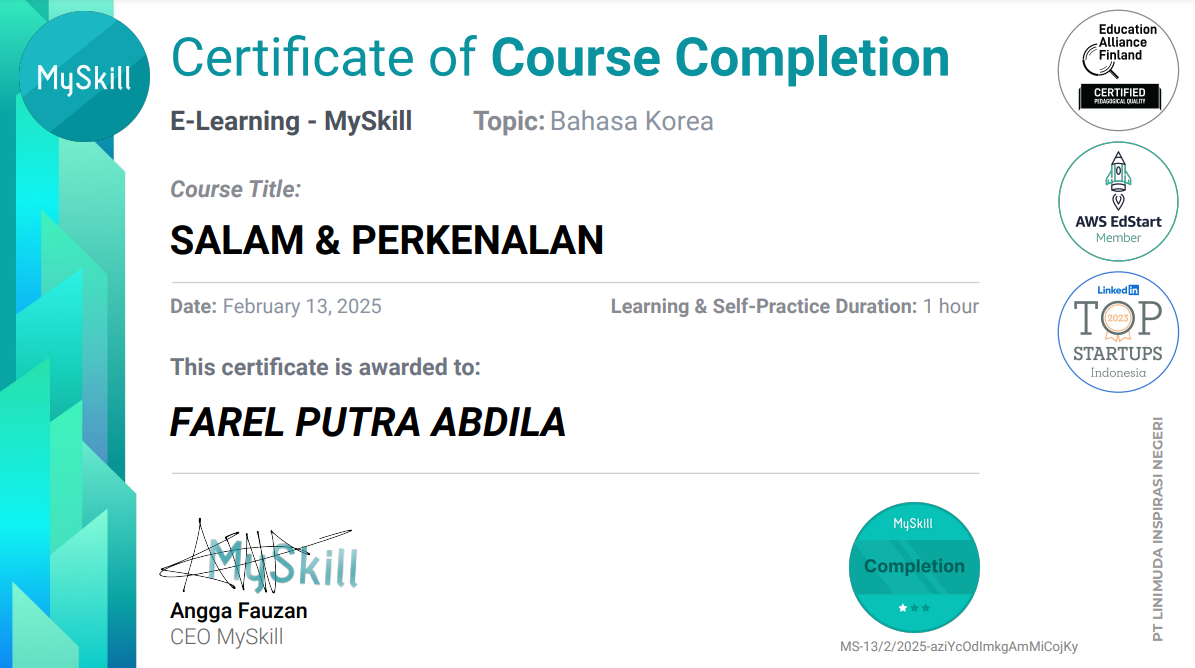 MySkill
Certificate of Course Completion
E-Learning - MySkill Topic: Bahasa Korea
Course Title:
SALAM & PERKENALAN
Date: February 13, 2025 Learning & Self-Practice Duration: 1 hour
This certificate is awarded to:
FAREL PUTRA ABDILA
MySkill
Angga Fauzan
CEO MySkill
MySkill
Completion
MS-13/2/2025-aziYcOdImkgAmMiCojKy
Education
Alliance
Finland
CERTIFIED
PEDAGOGICAL QUALITY
AWS EdStart
Member
LinkedIn
TOP
2023
STARTUPS
Indonesia
PT LINIMUDA INSPIRASI NEGERI